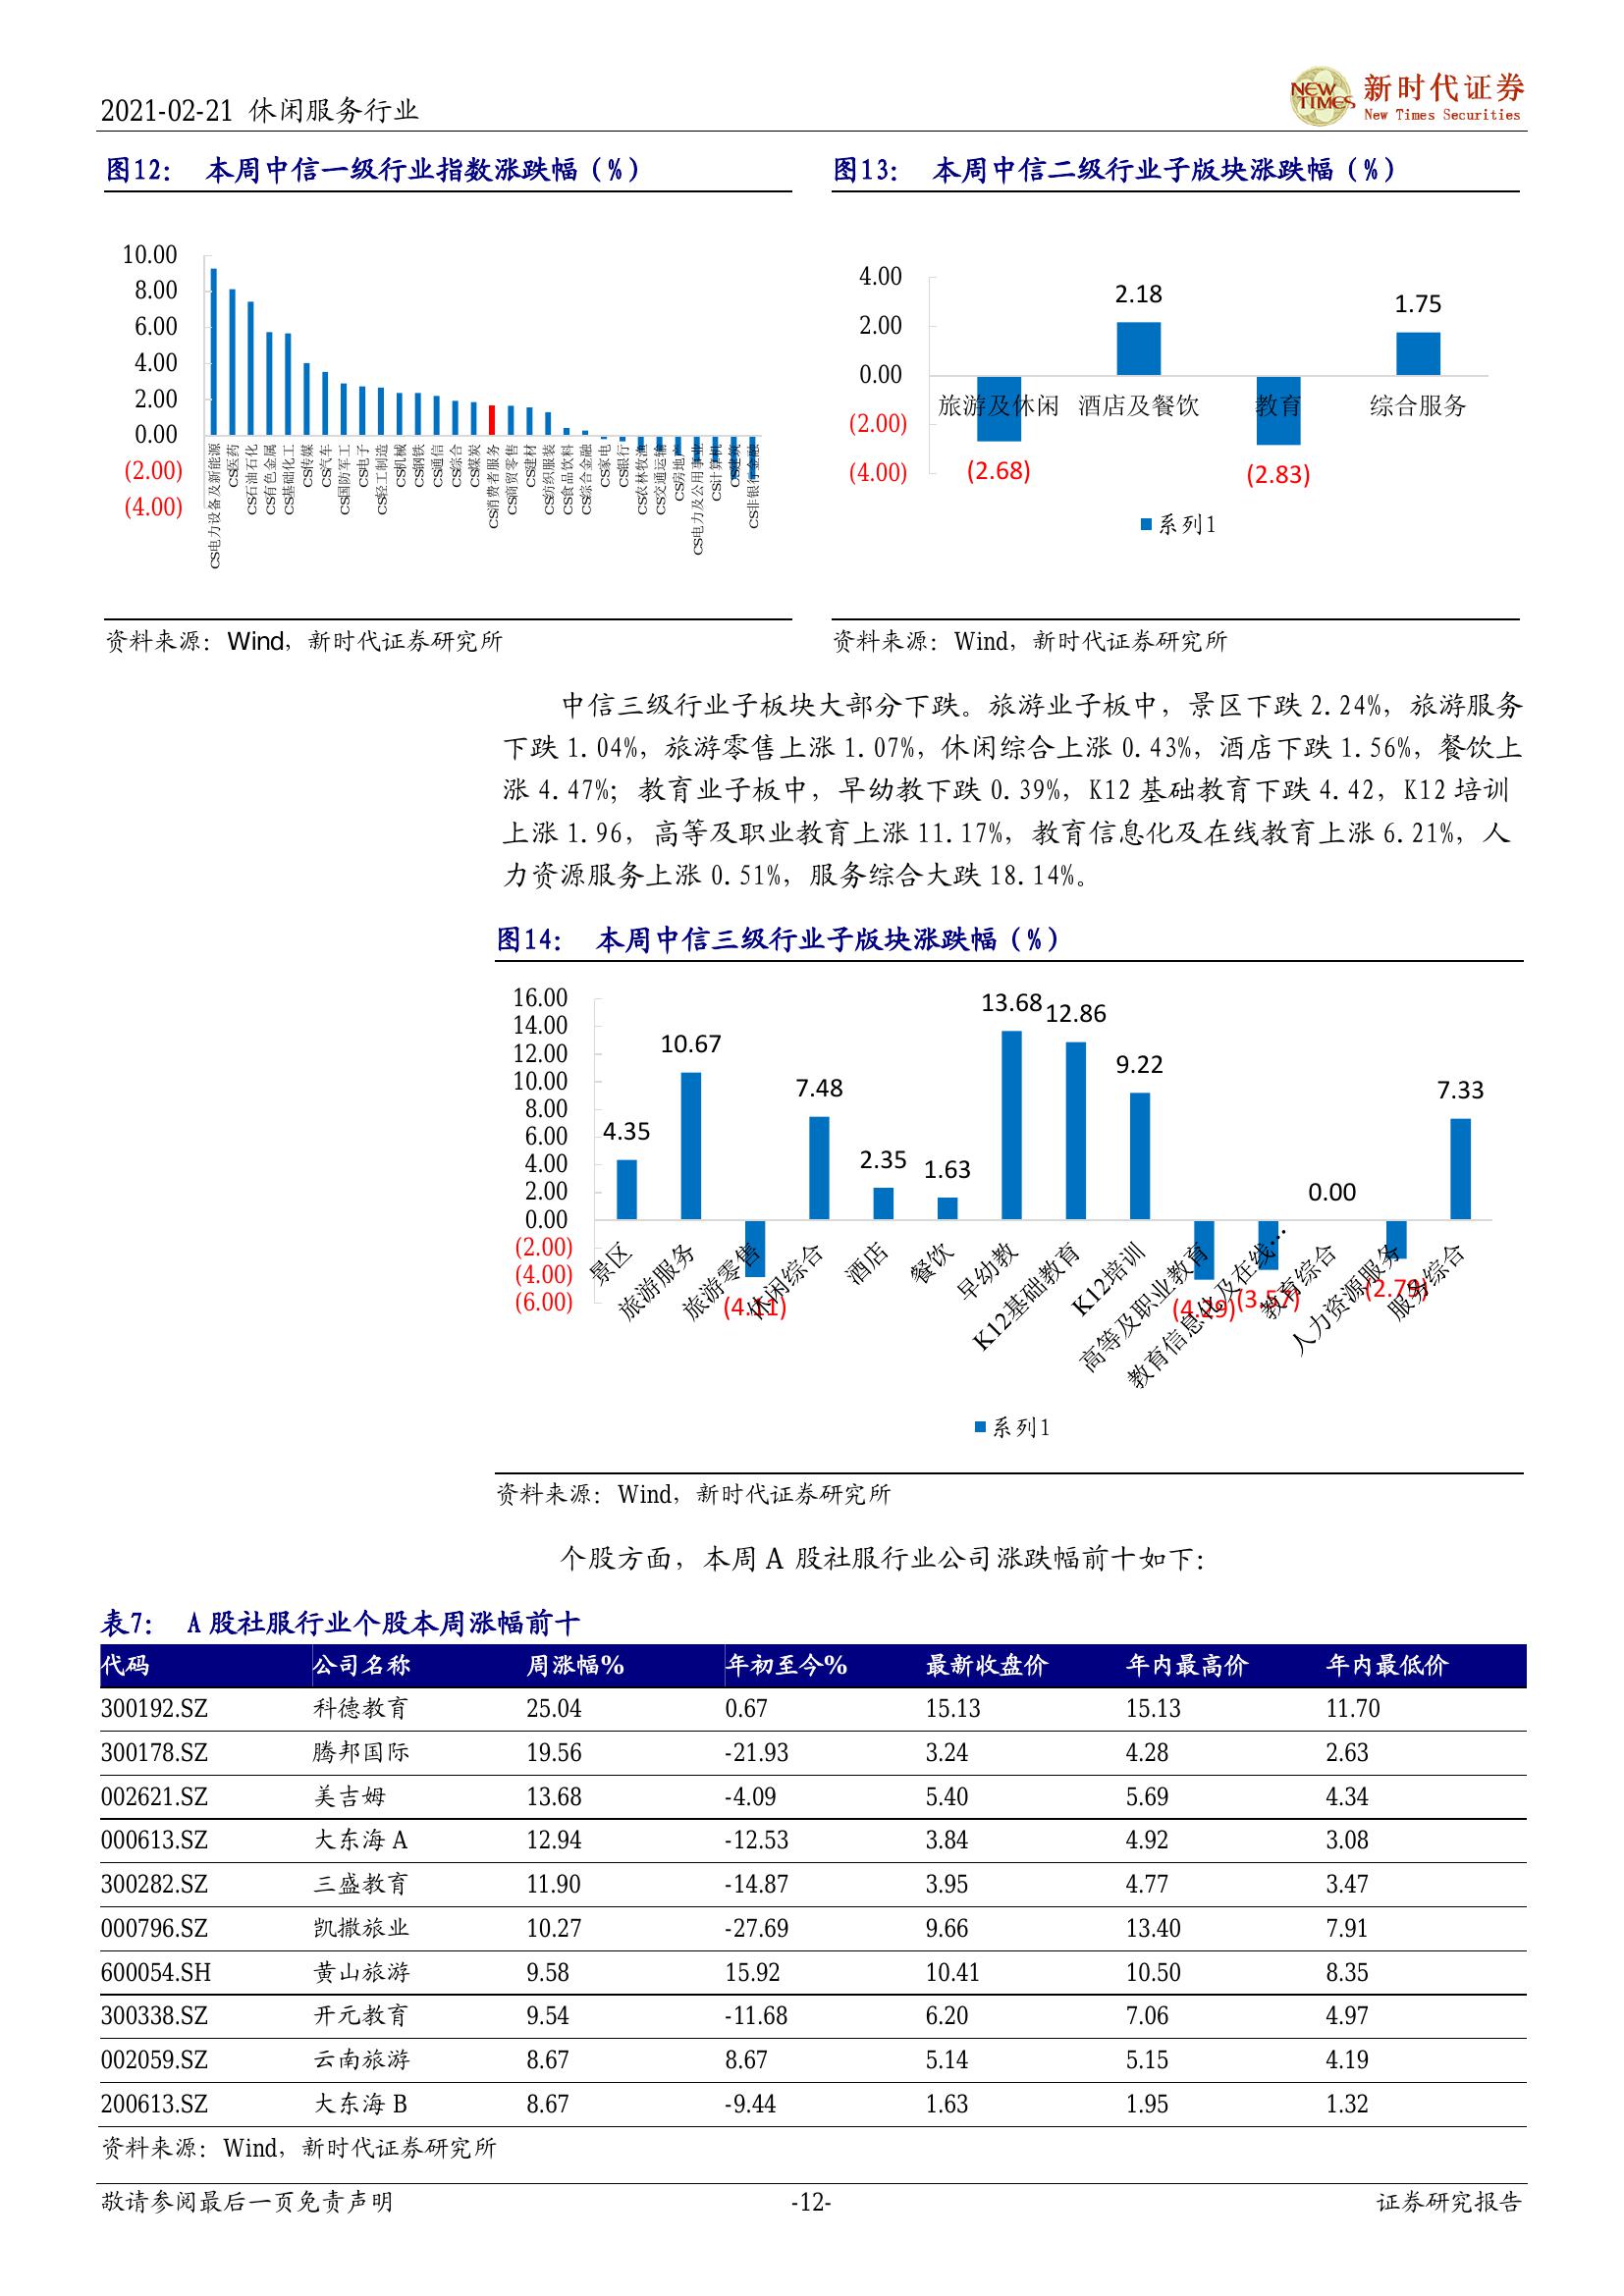 2021-02-21 休闲服务行业
NEW TIMES
新时代证券
New Times Securities
图12： 本周中信一级行业指数涨跌幅（%）
10.00
8.00
6.00
4.00
2.00
0.00
(2.00)
(4.00)
CS电力设备及新能源
CS医药
CS石油石化
CS有色金属
CS基础化工
CS传媒
CS汽车
CS国防军工
CS电子
CS轻工制造
CS机械
CS钢铁
CS通信
CS综合
CS煤炭
CS消费者服务
CS商贸零售
CS建材
CS纺织服装
CS食品饮料
CS综合金融
CS家电
CS银行
CS农林牧渔
CS交通运输
CS房地产
CS电力及公用事业
CS计算机
CS建筑
CS非银行金融
资料来源：Wind，新时代证券研究所
图13： 本周中信二级行业子版块涨跌幅（%）
4.00
2.00
0.00
(2.00)
(4.00)
2.18
1.75
旅游及休闲 酒店及餐饮 教育 综合服务
(2.68)
(2.83)
系列1
资料来源：Wind，新时代证券研究所
中信三级行业子板块大部分下跌。旅游业子板中，景区下跌 2.24%，旅游服务
下跌 1.04%，旅游零售上涨 1.07%，休闲综合上涨 0.43%，酒店下跌 1.56%，餐饮上
涨 4.47%；教育业子板中，早幼教下跌 0.39%，K12 基础教育下跌 4.42，K12 培训
上涨 1.96，高等及职业教育上涨 11.17%，教育信息化及在线教育上涨 6.21%，人
力资源服务上涨 0.51%，服务综合大跌 18.14%。
图14： 本周中信三级行业子版块涨跌幅（%）
16.00
14.00
12.00
10.00
8.00
6.00
4.00
2.00
0.00
(2.00)
(4.00)
(6.00)
4.35
10.67
(4.11)
7.48
2.35
1.63
13.68
12.86
9.22
(4.29)
(3.57)
0.00
(2.79)
7.33
景区
旅游服务
旅游零售
休闲综合
酒店
餐饮
早幼教
K12基础教育
K12培训
高等及职业教育
教育信息化及在线…
教育综合
人力资源服务
服务综合
系列1
资料来源：Wind，新时代证券研究所
个股方面，本周 A 股社服行业公司涨跌幅前十如下：
表7： A 股社服行业个股本周涨幅前十
代码 公司名称 周涨幅% 年初至今% 最新收盘价 年内最高价 年内最低价
300192.SZ 科德教育 25.04 0.67 15.13 15.13 11.70
300178.SZ 腾邦国际 19.56 -21.93 3.24 4.28 2.63
002621.SZ 美吉姆 13.68 -4.09 5.40 5.69 4.34
000613.SZ 大东海 A 12.94 -12.53 3.84 4.92 3.08
300282.SZ 三盛教育 11.90 -14.87 3.95 4.77 3.47
000796.SZ 凯撒旅业 10.27 -27.69 9.66 13.40 7.91
600054.SH 黄山旅游 9.58 15.92 10.41 10.50 8.35
300338.SZ 开元教育 9.54 -11.68 6.20 7.06 4.97
002059.SZ 云南旅游 8.67 8.67 5.14 5.15 4.19
200613.SZ 大东海 B 8.67 -9.44 1.63 1.95 1.32
资料来源：Wind，新时代证券研究所
敬请参阅最后一页免责声明 -12- 证券研究报告